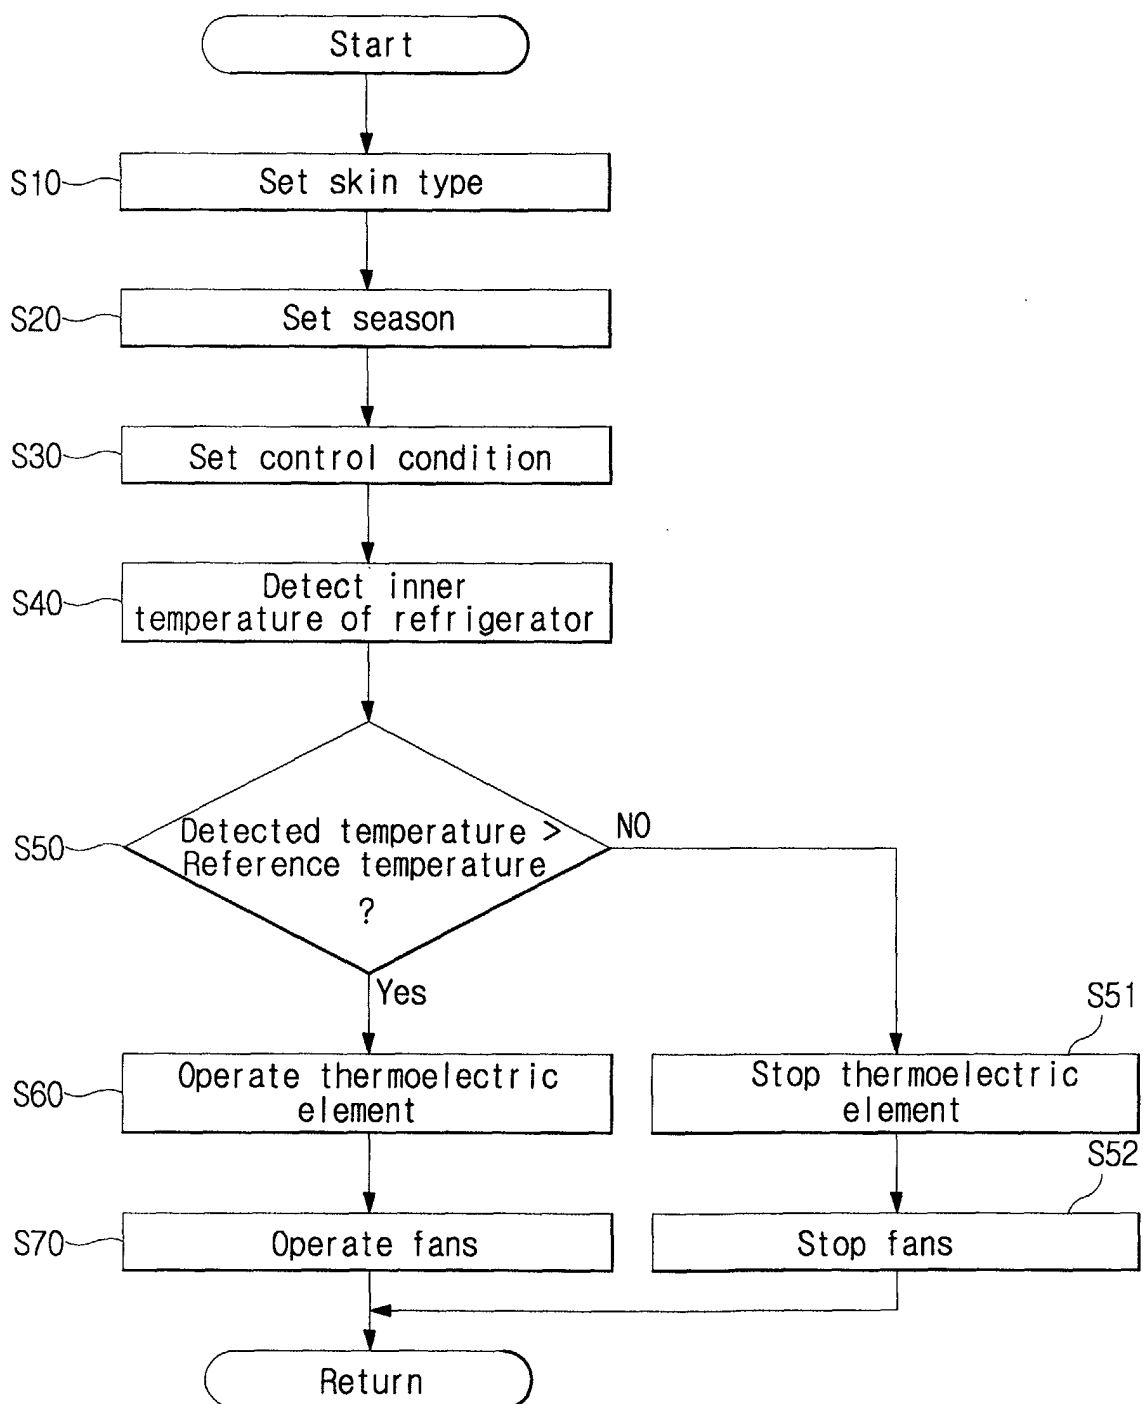 Start
S10
Set skin type
S20
Set season
S30
Set control condition
S40
Detect inner
temperature of refrigerator
S50
Detected temperature >
Reference temperature
?
NO
Yes
S60
Operate thermoelectric
element
S51
Stop thermoelectric
element
S70
Operate fans
S52
Stop fans
Return